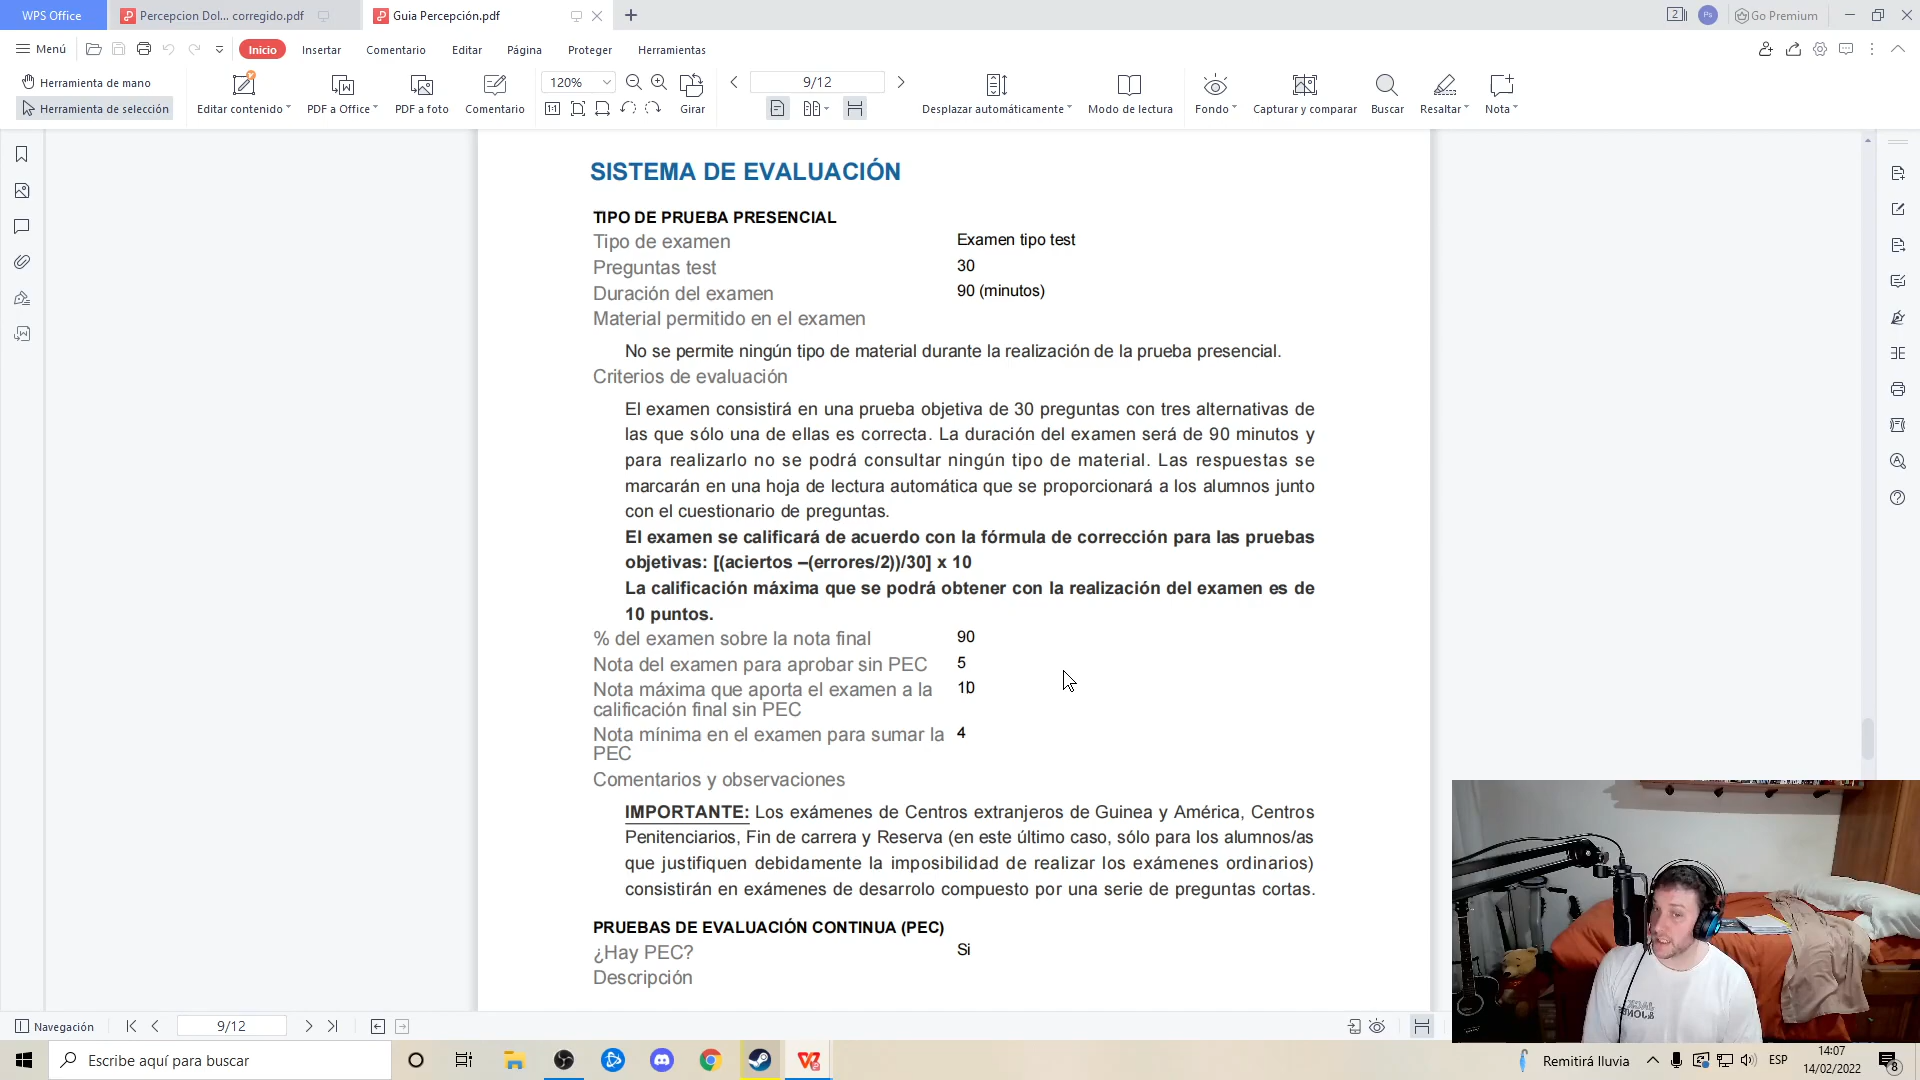 WPS Office
Percepcion Dol... corregido.pdf
Guia Percepción.pdf
2
Ps
Go Premium
Menú
Inicio
Insertar
Comentario
Editar
Página
Proteger
Herramientas
Herramienta de mano
Herramienta de selección
Editar contenido
PDF a Office
PDF a foto
Comentario
120%
Girar
9/12
Desplazar automáticamente
Modo de lectura
Fondo
Capturar y comparar
Buscar
Resaltar
Nota
SISTEMA DE EVALUACIÓN
TIPO DE PRUEBA PRESENCIAL
Tipo de examen Examen tipo test
Preguntas test 30
Duración del examen 90 (minutos)
Material permitido en el examen
No se permite ningún tipo de material durante la realización de la prueba presencial.
Criterios de evaluación
El examen consistirá en una prueba objetiva de 30 preguntas con tres alternativas de
las que sólo una de ellas es correcta. La duración del examen será de 90 minutos y
para realizarlo no se podrá consultar ningún tipo de material. Las respuestas se
marcarán en una hoja de lectura automática que se proporcionará a los alumnos junto
con el cuestionario de preguntas.
El examen se calificará de acuerdo con la fórmula de corrección para las pruebas
objetivas: [(aciertos –(errores/2))/30] x 10
La calificación máxima que se podrá obtener con la realización del examen es de
10 puntos.
% del examen sobre la nota final 90
Nota del examen para aprobar sin PEC 5
Nota máxima que aporta el examen a la 10
calificación final sin PEC
Nota mínima en el examen para sumar la 4
PEC
Comentarios y observaciones
IMPORTANTE: Los exámenes de Centros extranjeros de Guinea y América, Centros
Penitenciarios, Fin de carrera y Reserva (en este último caso, sólo para los alumnos/as
que justifiquen debidamente la imposibilidad de realizar los exámenes ordinarios)
consistirán en exámenes de desarrolo compuesto por una serie de preguntas cortas.
PRUEBAS DE EVALUACIÓN CONTINUA (PEC)
¿Hay PEC? Si
Descripción
Navegación
9/12
Escribe aquí para buscar
Remitirá lluvia
ESP
14:07
14/02/2022
8